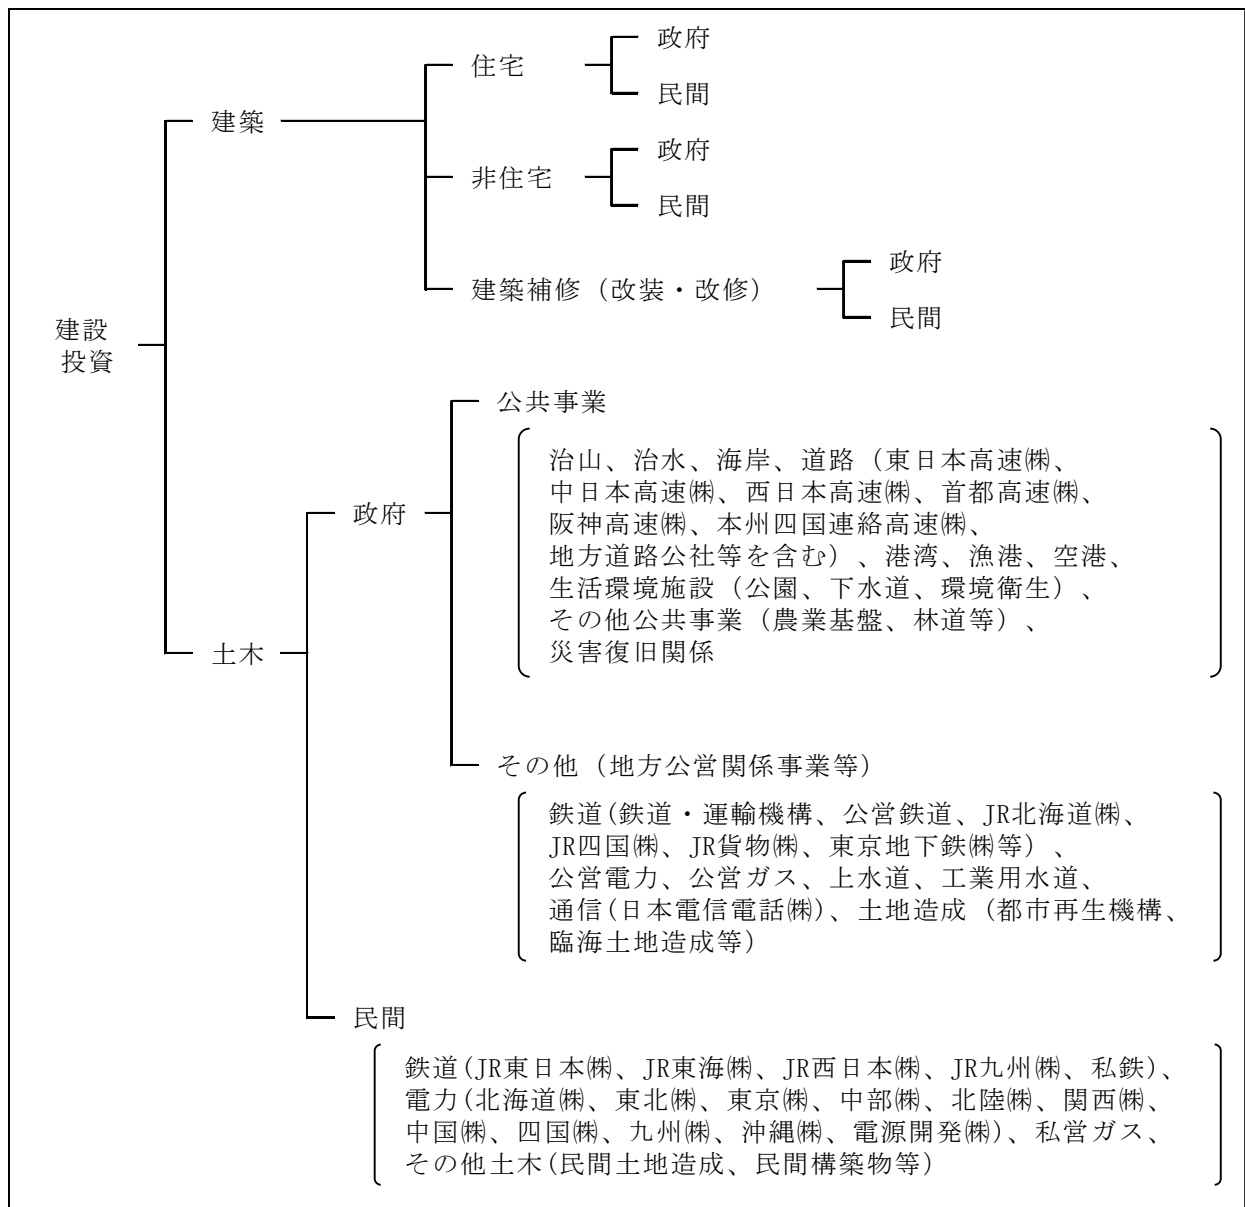 政府
住宅
民間
建築
政府
非住宅
民間
政府
建築補修（改装・改修）
民間
建設
投資
公共事業
治山、治水、海岸、道路（東日本高速㈱、
中日本高速㈱、西日本高速㈱、首都高速㈱、
阪神高速㈱、本州四国連絡高速㈱、
地方道路公社等を含む）、港湾、漁港、空港、
生活環境施設（公園、下水道、環境衛生）、
その他公共事業（農業基盤、林道等）、
災害復旧関係
政府
土木
その他（地方公営関係事業等）
鉄道(鉄道・運輸機構、公営鉄道、JR北海道㈱、
JR四国㈱、JR貨物㈱、東京地下鉄㈱等）、
公営電力、公営ガス、上水道、工業用水道、
通信(日本電信電話㈱)、土地造成（都市再生機構、
臨海土地造成等)
民間
鉄道(JR東日本㈱、JR東海㈱、JR西日本㈱、JR九州㈱、私鉄)、
電力(北海道㈱、東北㈱、東京㈱、中部㈱、北陸㈱、関西㈱、
中国㈱、四国㈱、九州㈱、沖縄㈱、電源開発㈱)、私営ガス、
その他土木(民間土地造成、民間構築物等)